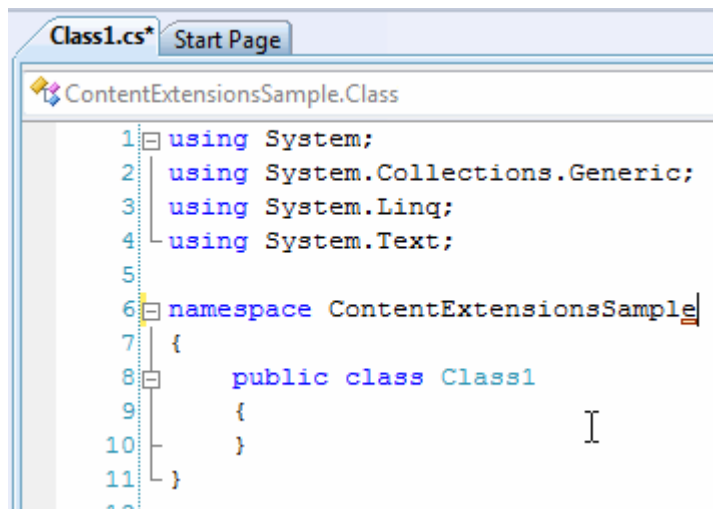 Class1.cs* Start Page
ContentExtensionsSample.Class
1 using System;
2 using System.Collections.Generic;
3 using System.Linq;
4 using System.Text;
5
6 namespace ContentExtensionsSample
7 {
8 public class Class1
9 {
10 }
11 }